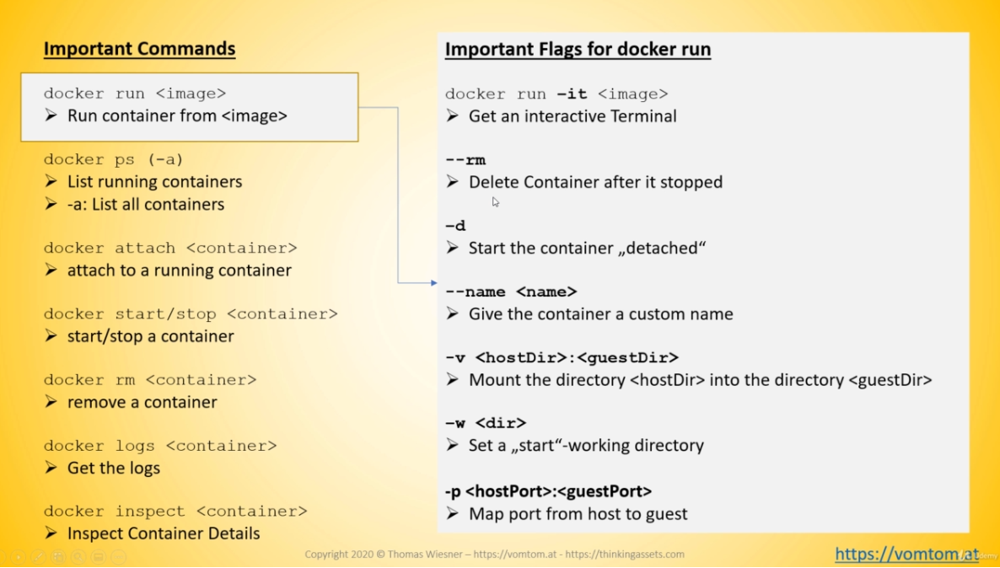 Important Commands
docker run <image>
➢ Run container from <image>
docker ps (-a)
➢ List running containers
➢ -a: List all containers
docker attach <container>
➢ attach to a running container
docker start/stop <container>
➢ start/stop a container
docker rm <container>
➢ remove a container
docker logs <container>
➢ Get the logs
docker inspect <container>
➢ Inspect Container Details
Important Flags for docker run
docker run –it <image>
➢ Get an interactive Terminal
--rm
➢ Delete Container after it stopped
–d
➢ Start the container „detached“
--name <name>
➢ Give the container a custom name
-v <hostDir>:<guestDir>
➢ Mount the directory <hostDir> into the directory <guestDir>
–w <dir>
➢ Set a „start“-working directory
-p <hostPort>:<guestPort>
➢ Map port from host to guest
Copyright 2020 © Thomas Wiesner – https://vomtom.at - https://thinkingassets.com
https://vomtom.at